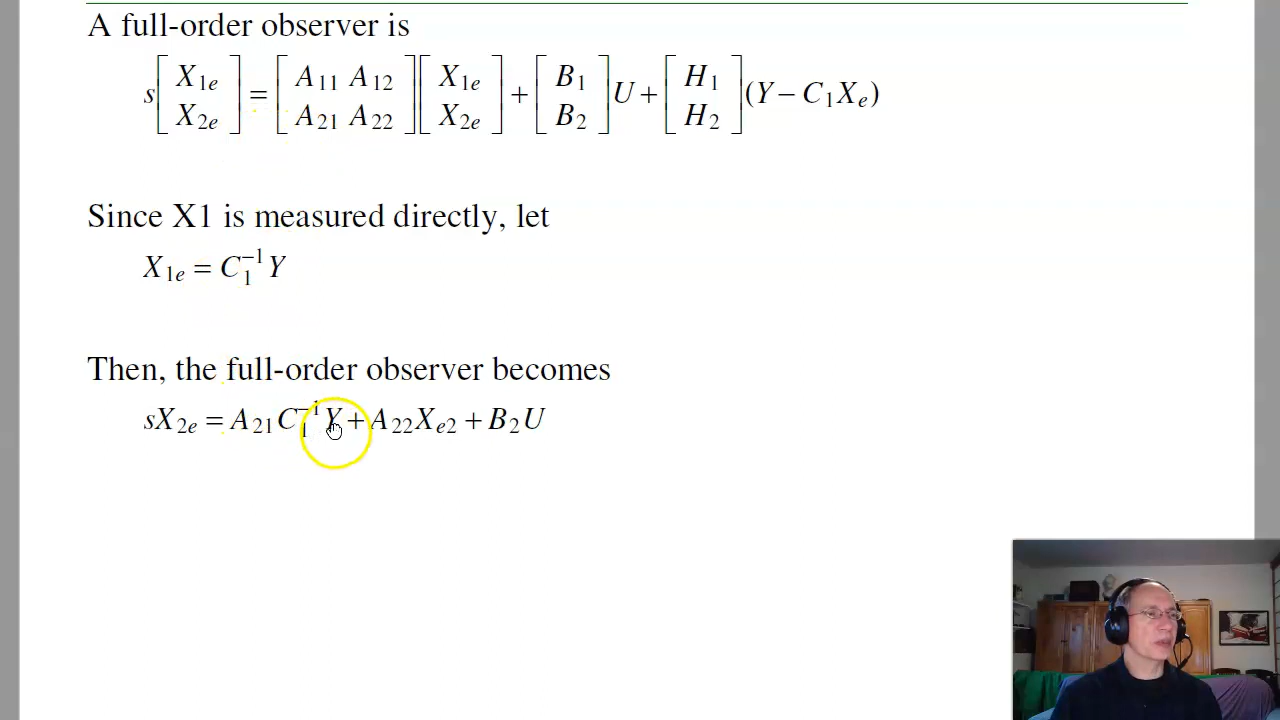 A full-order observer is
s [ X1e X2e ] = [ A11 A12 A21 A22 ] [ X1e X2e ] + [ B1 B2 ] U + [ H1 H2 ] (Y − C1Xe)
Since X1 is measured directly, let
X1e = C1⁻¹Y
Then, the full-order observer becomes
sX2e = A21C1⁻¹Y + A22Xe2 + B2U